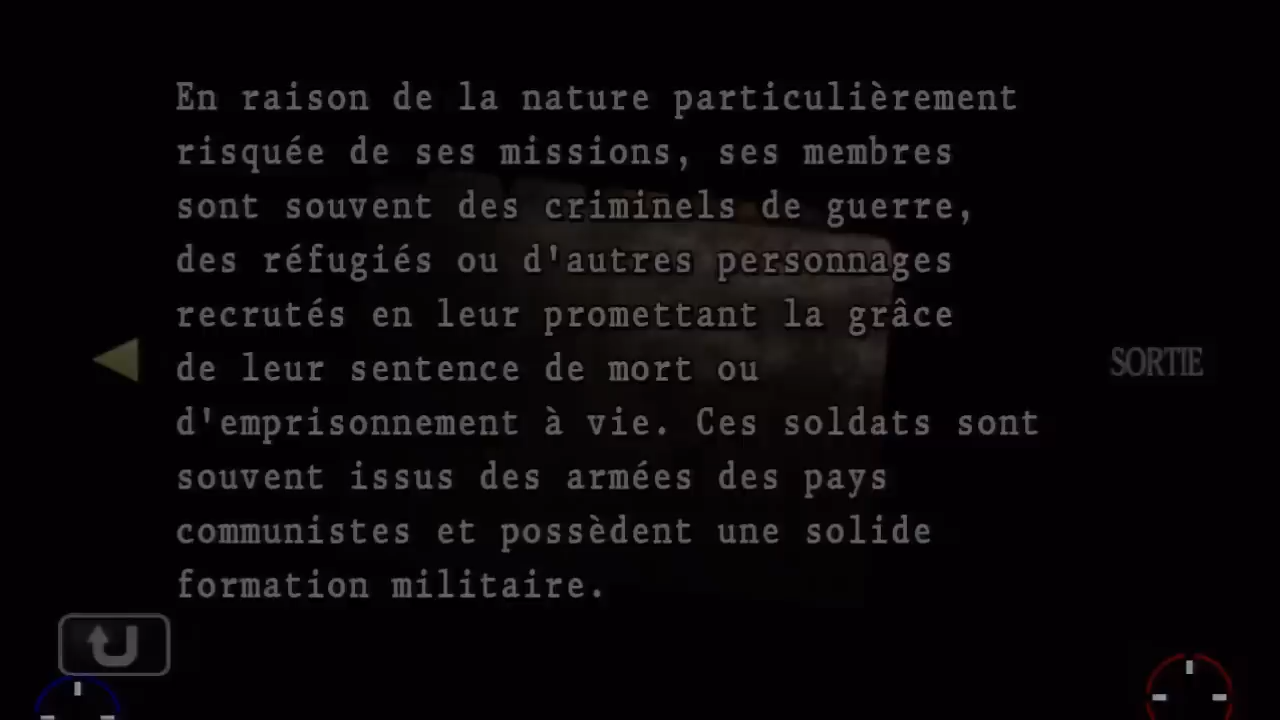 En raison de la nature particulièrement
risquée de ses missions, ses membres
sont souvent des criminels de guerre,
des réfugiés ou d'autres personnages
recrutés en leur promettant la grâce
de leur sentence de mort ou
d'emprisonnement à vie. Ces soldats sont
souvent issus des armées des pays
communistes et possèdent une solide
formation militaire.
SORTIE